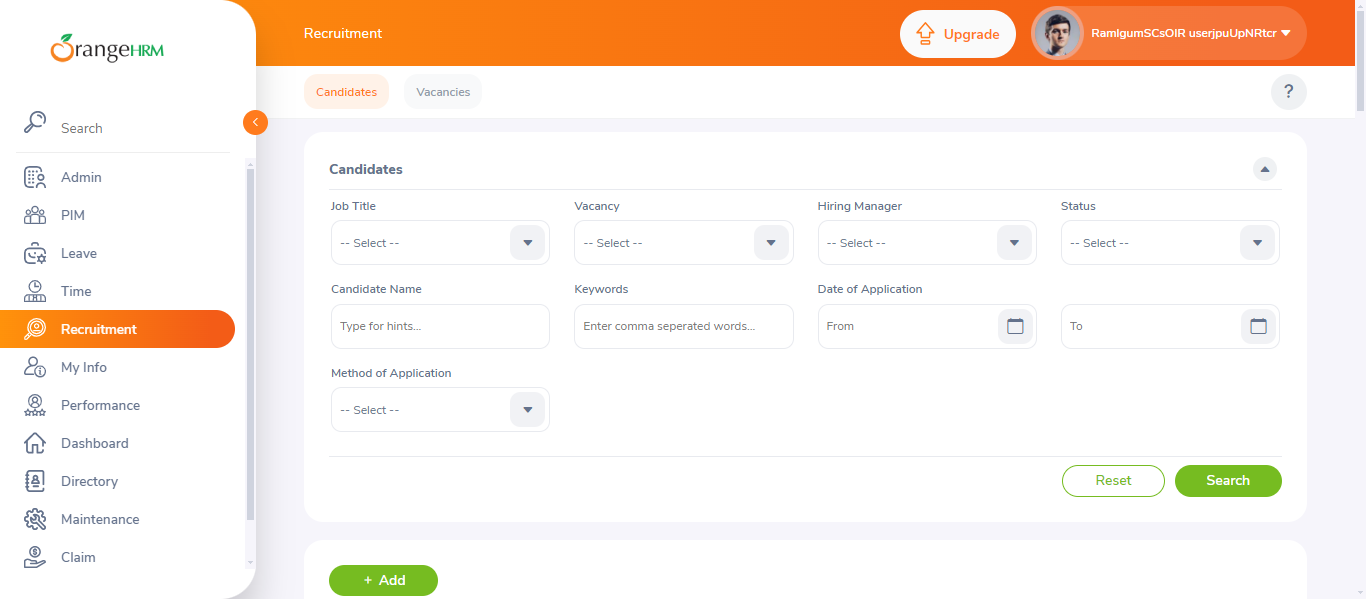 OrangeHRM
Recruitment
Upgrade
RamlgumSCsOIR userjpuUpNRtcr
Candidates
Vacancies
?
Search
Admin
PIM
Leave
Time
Recruitment
My Info
Performance
Dashboard
Directory
Maintenance
Claim
Candidates
Job Title
Vacancy
Hiring Manager
Status
-- Select --
-- Select --
-- Select --
-- Select --
Candidate Name
Keywords
Date of Application
Type for hints...
Enter comma seperated words...
From
To
Method of Application
-- Select --
Reset
Search
+ Add